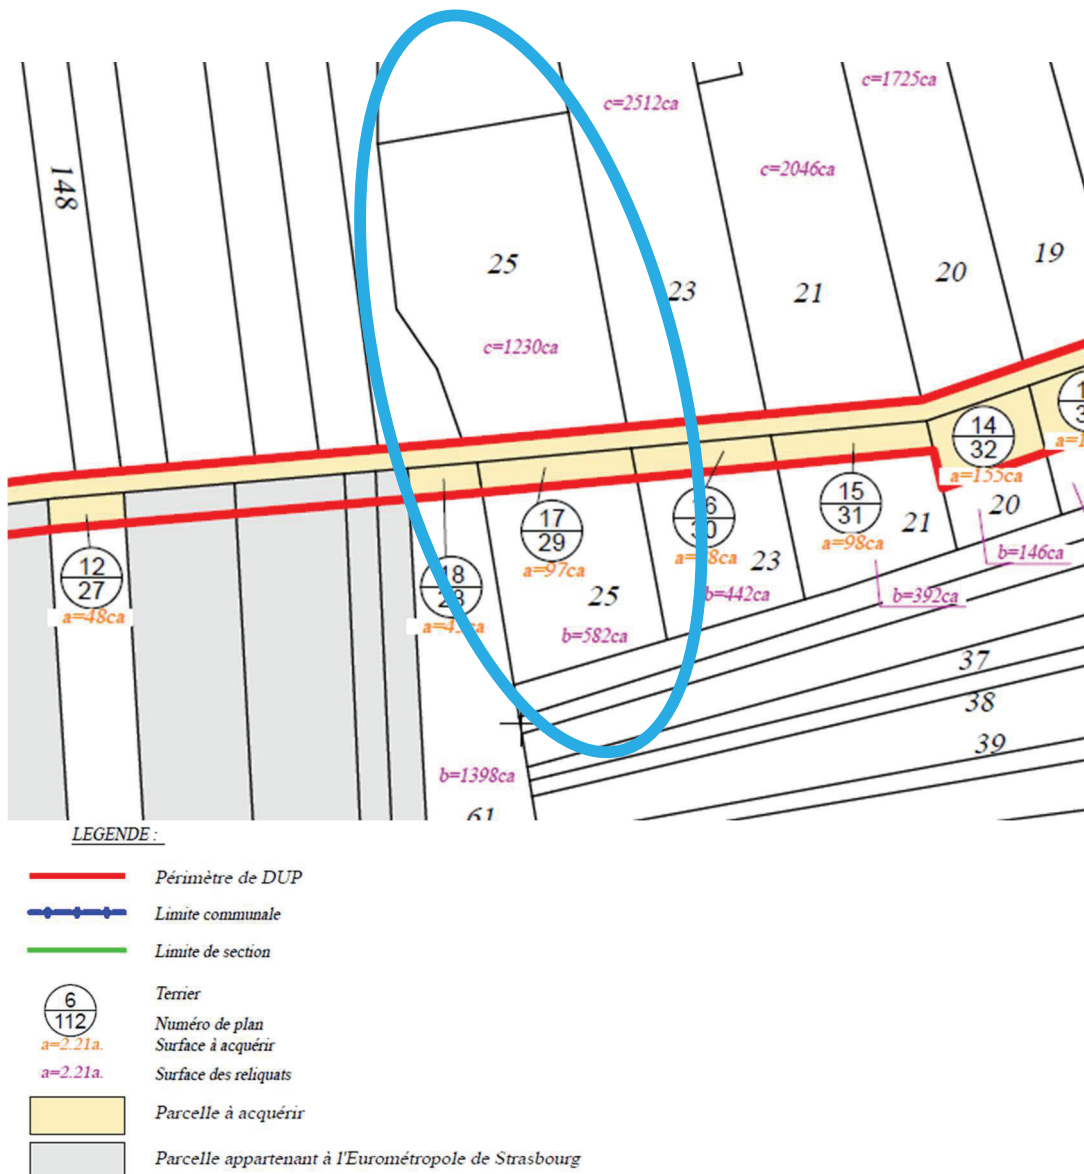 c=2512ca
c=1725ca
148
c=2046ca
25
23
21
20
19
c=1230ca
14
32
a=155ca
12
27
a=48ca
18
17
29
a=97ca
15
31
a=98ca
25
b=582ca
23
b=442ca
21
b=392ca
20
b=146ca
37
38
39
b=1398ca
61
LEGENDE :
Périmètre de DUP
Limite communale
Limite de section
6
112
a=2.21a.
a=2.21a.
Terrier
Numéro de plan
Surface à acquérir
Surface des reliquats
Parcelle à acquérir
Parcelle appartenant à l'Eurométropole de Strasbourg